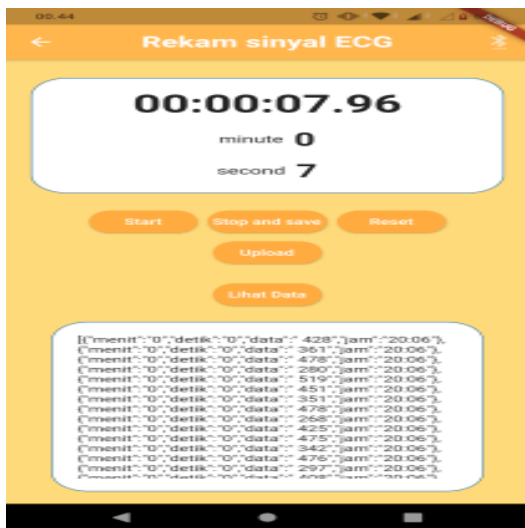 00.44
DEBUG
Rekam sinyal ECG
00:00:07.96
minute 0
second 7
Start Stop and save Reset
Upload
Lihat Data
[{"menit":"0","detik":"0","data":" 428","jam":"20:06"},
{"menit":"0","detik":"0","data":" 361","jam":"20:06"},
{"menit":"0","detik":"0","data":" 478","jam":"20:06"},
{"menit":"0","detik":"0","data":" 280","jam":"20:06"},
{"menit":"0","detik":"0","data":" 519","jam":"20:06"},
{"menit":"0","detik":"0","data":" 451","jam":"20:06"},
{"menit":"0","detik":"0","data":" 351","jam":"20:06"},
{"menit":"0","detik":"0","data":" 478","jam":"20:06"},
{"menit":"0","detik":"0","data":" 268","jam":"20:06"},
{"menit":"0","detik":"0","data":" 425","jam":"20:06"},
{"menit":"0","detik":"0","data":" 475","jam":"20:06"},
{"menit":"0","detik":"0","data":" 342","jam":"20:06"},
{"menit":"0","detik":"0","data":" 476","jam":"20:06"},
{"menit":"0","detik":"0","data":" 297","jam":"20:06"},